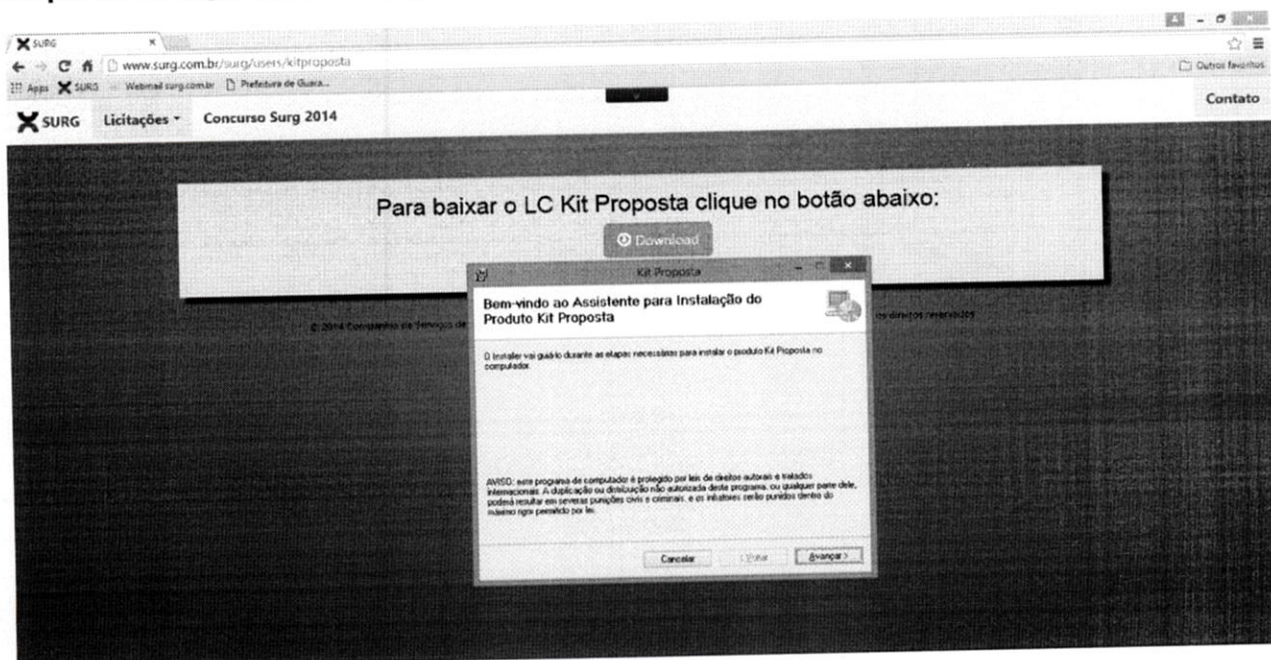 SURG
www.surg.com.br/surg/users/kitproposta
Apps SURG Webmail surg.com.br Prefeitura de Guara... Outros favoritos
SURG Licitações Concurso Surg 2014 Contato
Para baixar o LC Kit Proposta clique no botão abaixo:
Download
Kit Proposta
Bem-vindo ao Assistente para Instalação do
Produto Kit Proposta
© 2014 Companhia de Serviços de
os direitos reservados
O Installer vai guiá-lo durante as etapas necessárias para instalar o produto Kit Proposta no
computador.
AVISO: este programa de computador é protegido por leis de direitos autorais e tratados
internacionais. A duplicação ou distribuição não autorizada deste programa, ou qualquer parte dele,
poderá resultar em severas punições civis e criminais, e os infratores serão punidos dentro do
máximo rigor permitido por lei.
Cancelar < Voltar Avançar >